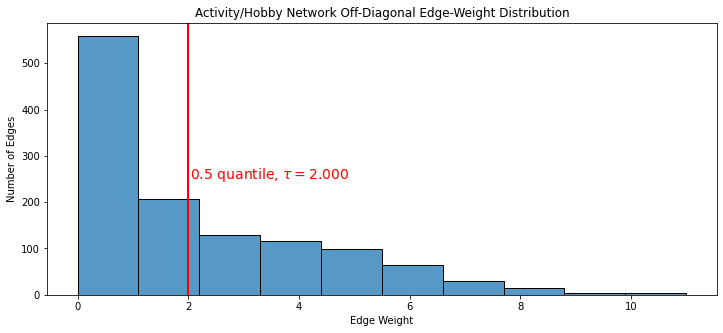 Activity/Hobby Network Off-Diagonal Edge-Weight Distribution
Number of Edges
500
400
300
200
100
0
0.5 quantile, τ = 2.000
0 2 4 6 8 10
Edge Weight